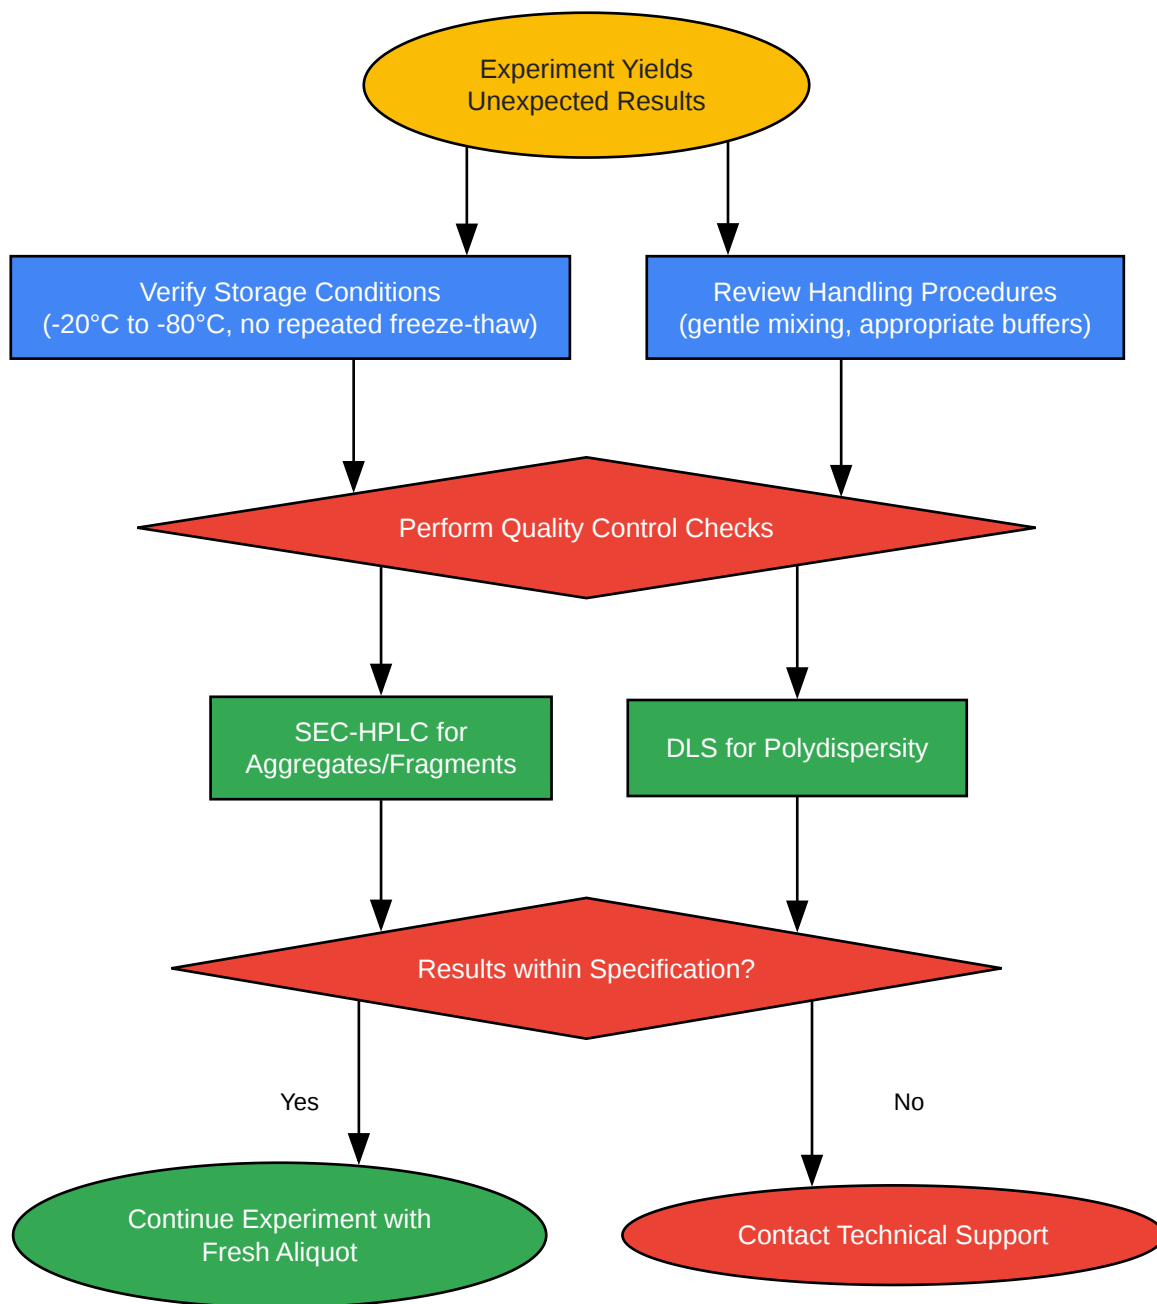 Experiment Yields
Unexpected Results
Verify Storage Conditions
(-20°C to -80°C, no repeated freeze-thaw)
Review Handling Procedures
(gentle mixing, appropriate buffers)
Perform Quality Control Checks
SEC-HPLC for
Aggregates/Fragments
DLS for Polydispersity
Results within Specification?
Yes
No
Continue Experiment with
Fresh Aliquot
Contact Technical Support